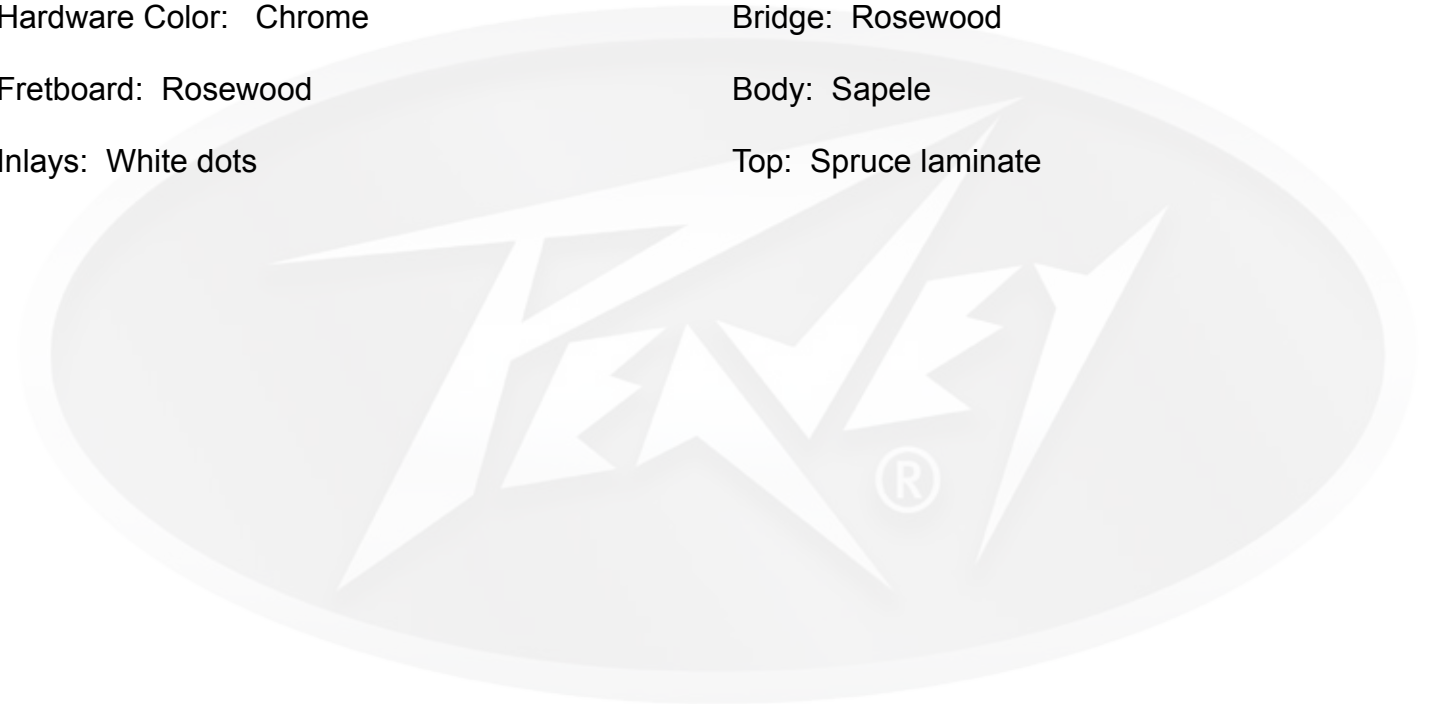 Hardware Color: Chrome
Bridge: Rosewood
Fretboard: Rosewood
Body: Sapele
Inlays: White dots
Top: Spruce laminate
PEAVEY
®